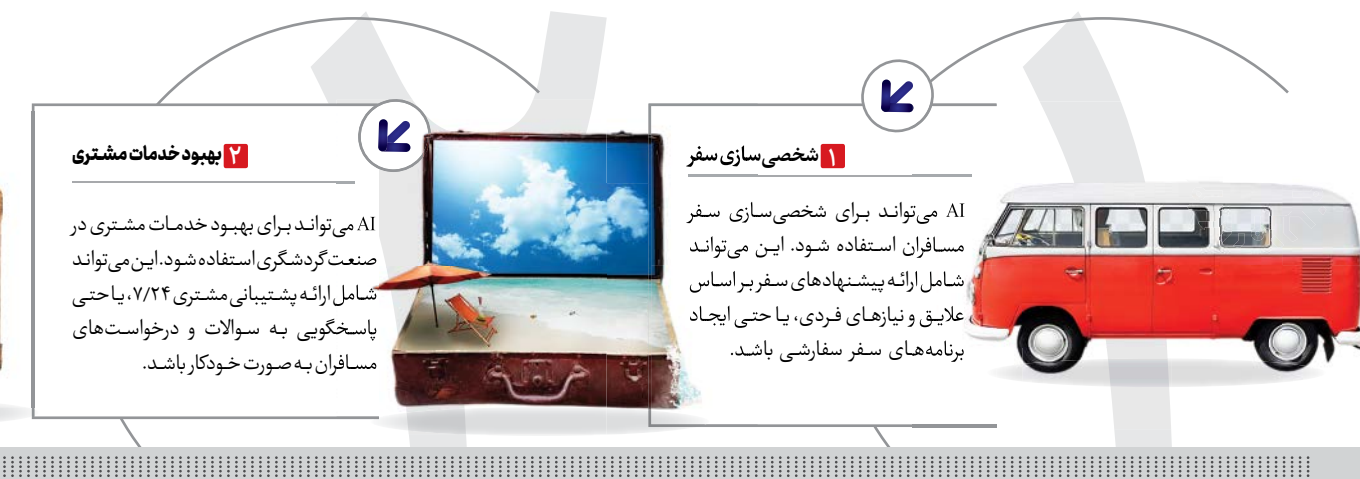 ۱ شخصی‌سازی سفر
AI می‌تواند برای شخصی‌سازی سفر
مسافران استفاده شود. این می‌تواند
شامل ارائه پیشنهادهای سفر بر اساس
علایق و نیازهای فردی، یا حتی ایجاد
برنامه‌های سفر سفارشی باشد.
۲ بهبود خدمات مشتری
AI می‌تواند برای بهبود خدمات مشتری در
صنعت گردشگری استفاده شود. این می‌تواند
شامل ارائه پشتیبانی مشتری ۷/۲۴، یا حتی
پاسخگویی به سوالات و درخواست‌های
مسافران به صورت خودکار باشد.